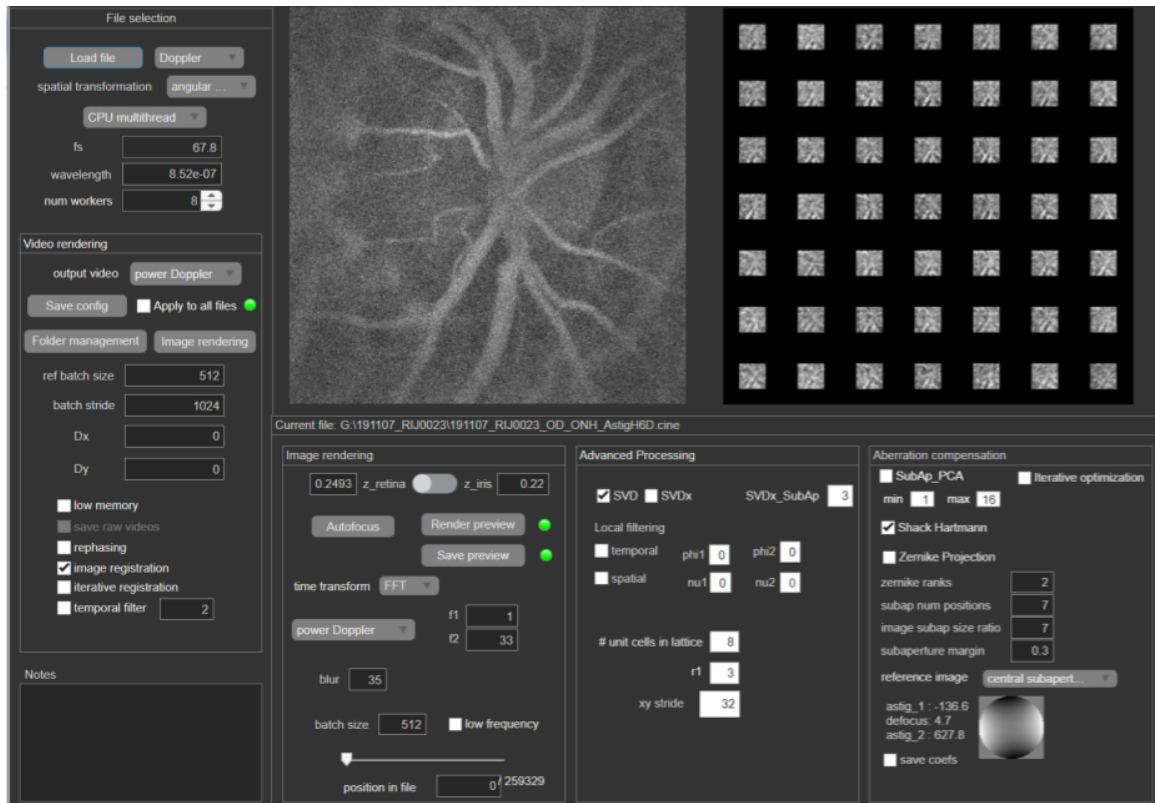 File selection
Load file
Doppler
spatial transformation
angular ...
CPU multithread
fs
67.8
wavelength
8.52e-07
num workers
8
Video rendering
output video
power Doppler
Save config
Apply to all files
Folder management
Image rendering
ref batch size
512
batch stride
1024
Dx
0
Dy
0
low memory
save raw videos
rephasing
image registration
iterative registration
temporal filter
2
Notes
Current file: G:\191107_RIJ0023\191107_RIJ0023_OD_ONH_AstigH6D.cine
Image rendering
0.2493
z_retina
z_iris
0.22
Autofocus
Render preview
Save preview
time transform
FFT
power Doppler
f1
1
f2
33
blur
35
batch size
512
low frequency
position in file
0
/ 259329
Advanced Processing
SVD
SVDx
SVDx_SubAp
3
Local filtering
temporal
phi1
0
phi2
0
spatial
nu1
0
nu2
0
# unit cells in lattice
8
r1
3
xy stride
32
Aberration compensation
SubAp_PCA
Iterative optimization
min
1
max
16
Shack Hartmann
Zernike Projection
zernike ranks
2
subap num positions
7
image subap size ratio
7
subaperture margin
0.3
reference image
central subapert...
astig_1 : -136.6
defocus: 4.7
astig_2 : 627.8
save coefs